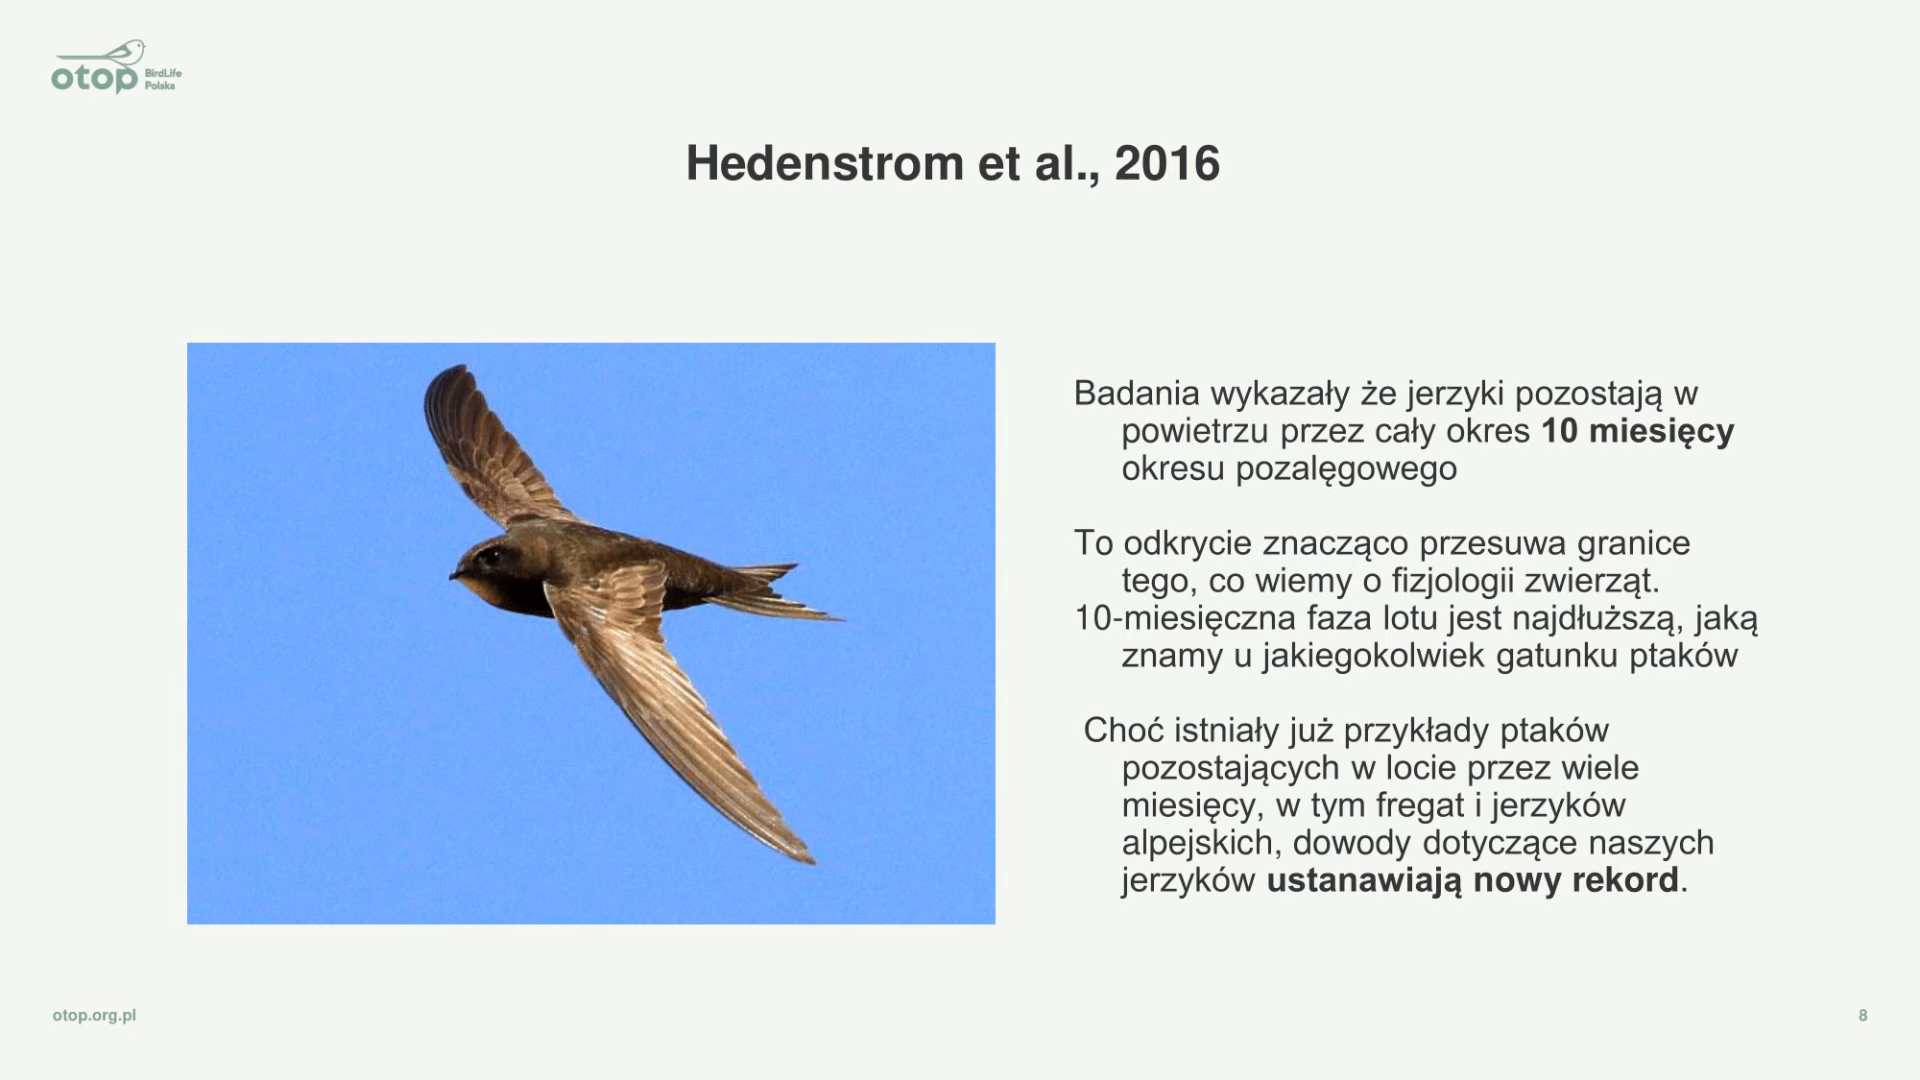 otop BirdLife
Polska
Hedenstrom et al., 2016
Badania wykazały że jerzyki pozostają w
powietrzu przez cały okres 10 miesięcy
okresu pozalęgowego
To odkrycie znacząco przesuwa granice
tego, co wiemy o fizjologii zwierząt.
10-miesięczna faza lotu jest najdłuższą, jaką
znamy u jakiegokolwiek gatunku ptaków
Choć istniały już przykłady ptaków
pozostających w locie przez wiele
miesięcy, w tym fregat i jerzyków
alpejskich, dowody dotyczące naszych
jerzyków ustanawiają nowy rekord.
otop.org.pl
8